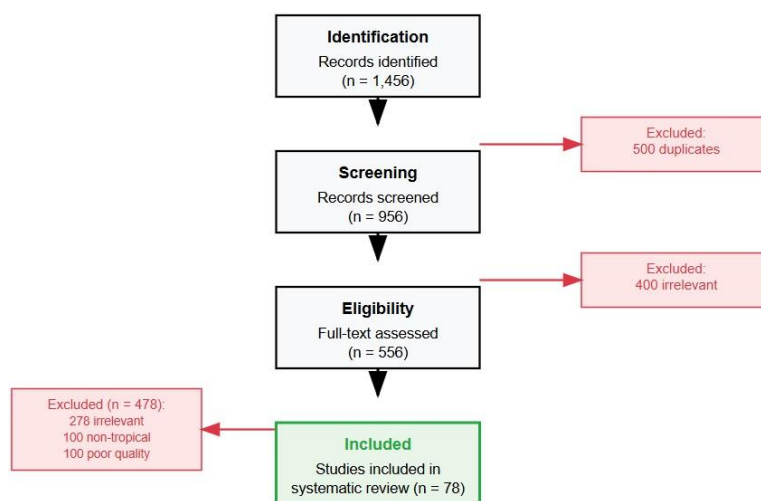 Identification
Records identified
(n = 1,456)
Excluded:
500 duplicates
Screening
Records screened
(n = 956)
Excluded:
400 irrelevant
Eligibility
Full-text assessed
(n = 556)
Excluded (n = 478):
278 irrelevant
100 non-tropical
100 poor quality
Included
Studies included in
systematic review (n = 78)